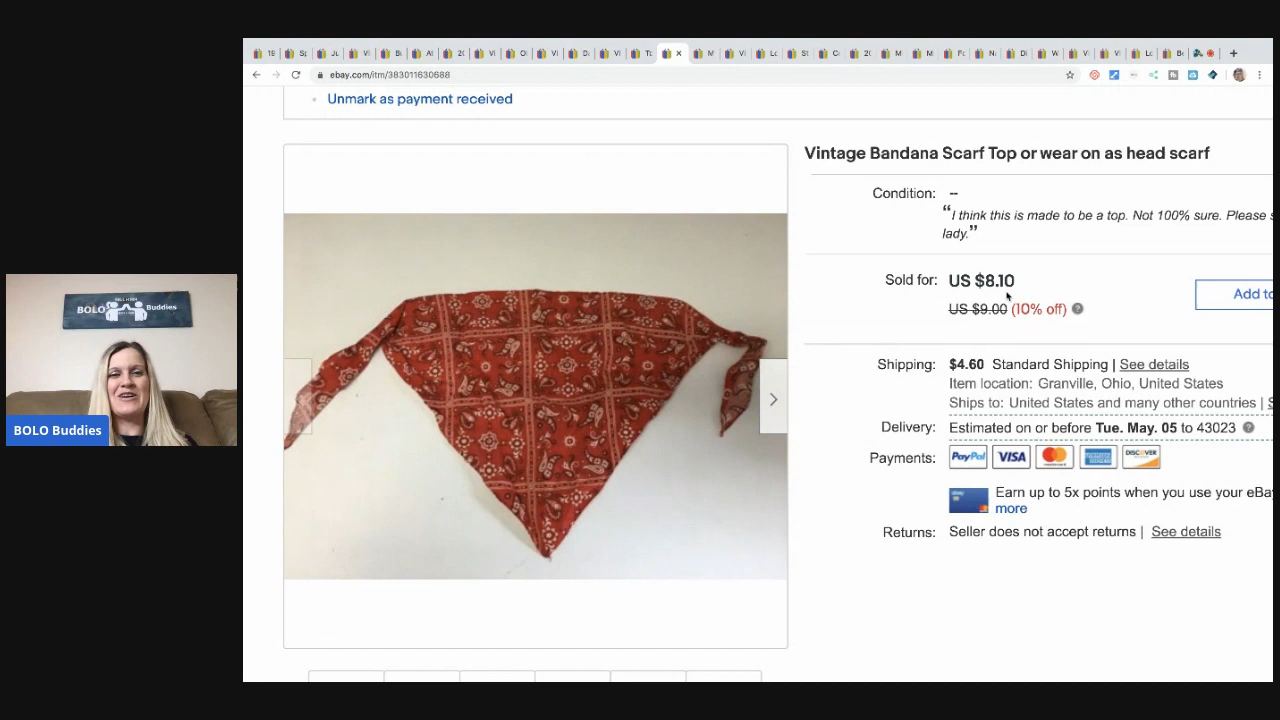 ebay.com/itm/383011630688
Unmark as payment received
Vintage Bandana Scarf Top or wear on as head scarf
Condition: --
“I think this is made to be a top. Not 100% sure. Please
lady.”
Sold for: US $8.10
Add to
US $9.00 (10% off)
Shipping: $4.60 Standard Shipping | See details
Item location: Granville, Ohio, United States
Ships to: United States and many other countries |
Delivery: Estimated on or before Tue. May. 05 to 43023
Payments: PayPal VISA DISCOVER
Earn up to 5x points when you use your eBay
more
Returns: Seller does not accept returns | See details
BOLO Buddies
BOLO Buddies